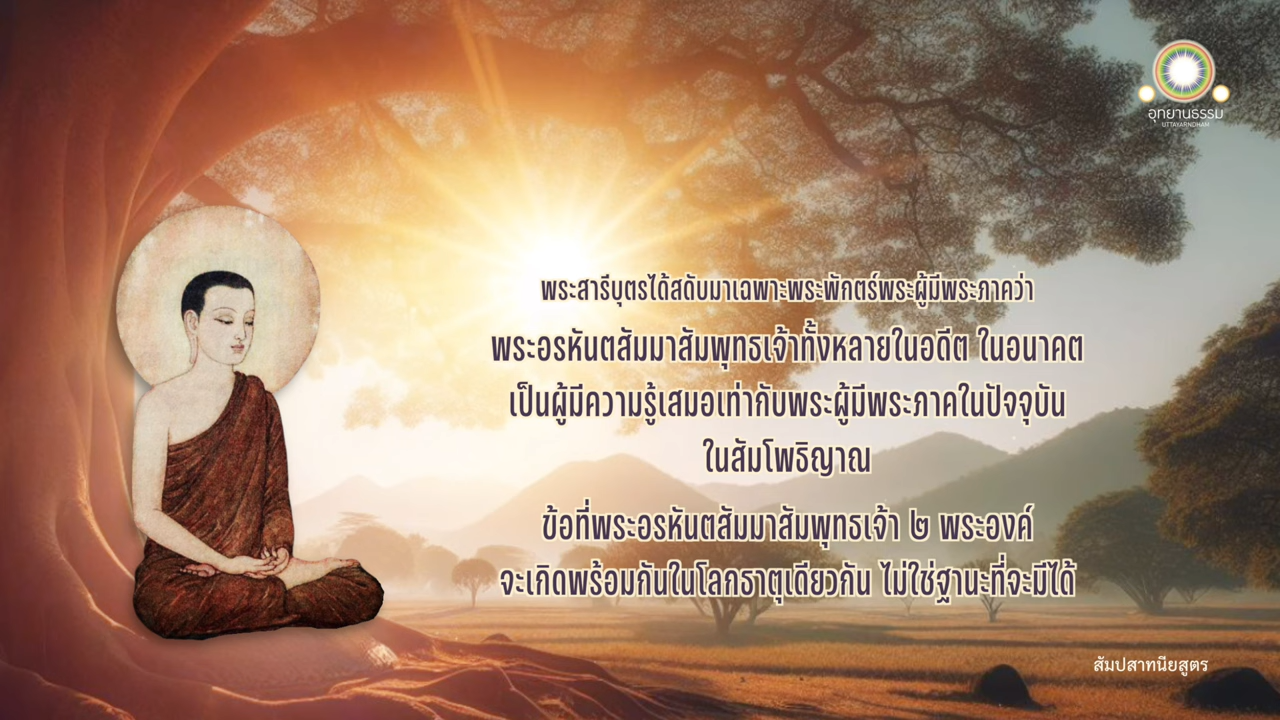 อุทยานธรรม
UTTAYARNDHAM
พระสารีบุตรได้สดับมาเฉพาะพระพักตร์พระผู้มีพระภาคว่า
พระอรหันตสัมมาสัมพุทธเจ้าทั้งหลายในอดีต ในอนาคต
เป็นผู้มีความรู้เสมอเท่ากับพระผู้มีพระภาคในปัจจุบัน
ในสัมโพธิญาณ
ข้อที่พระอรหันตสัมมาสัมพุทธเจ้า ๒ พระองค์
จะเกิดพร้อมกันในโลกธาตุเดียวกัน ไม่ใช่ฐานะที่จะมีได้
สัมปสาทนียสูตร